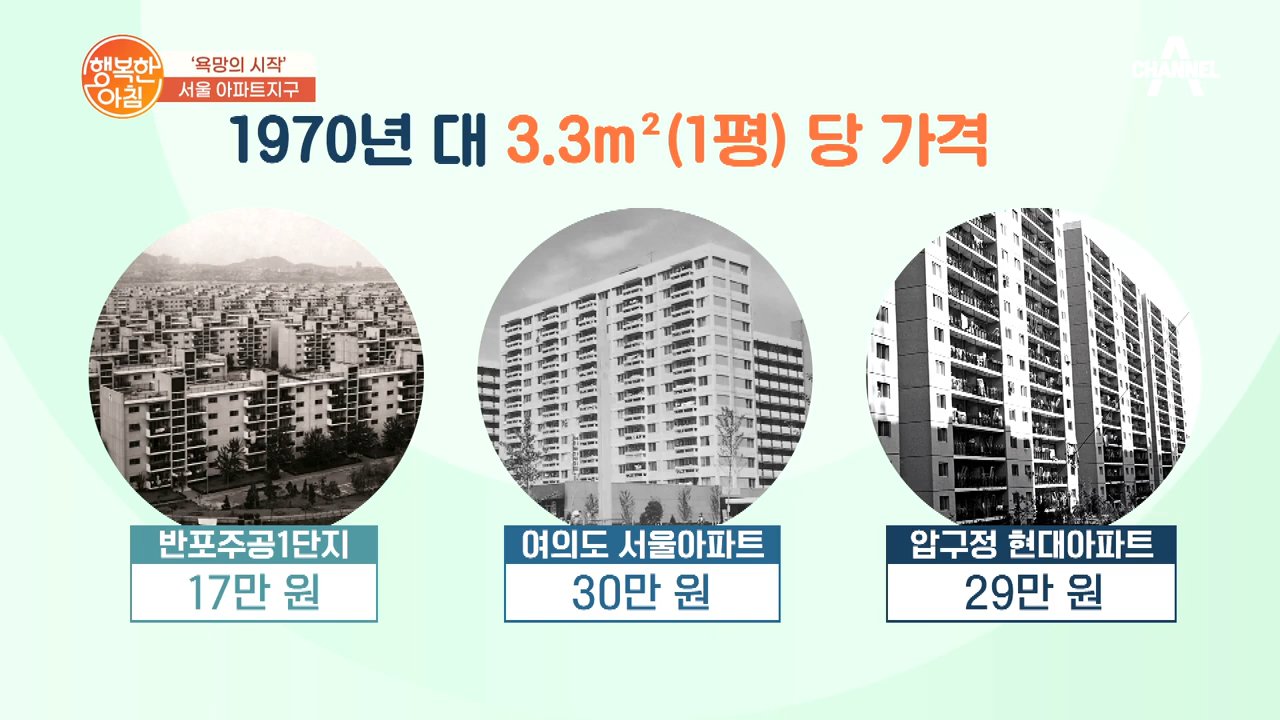 행복한
아침
‘욕망의 시작’
서울 아파트지구
CHANNEL A
1970년 대 3.3m²(1평) 당 가격
반포주공1단지
17만 원
여의도 서울아파트
30만 원
압구정 현대아파트
29만 원